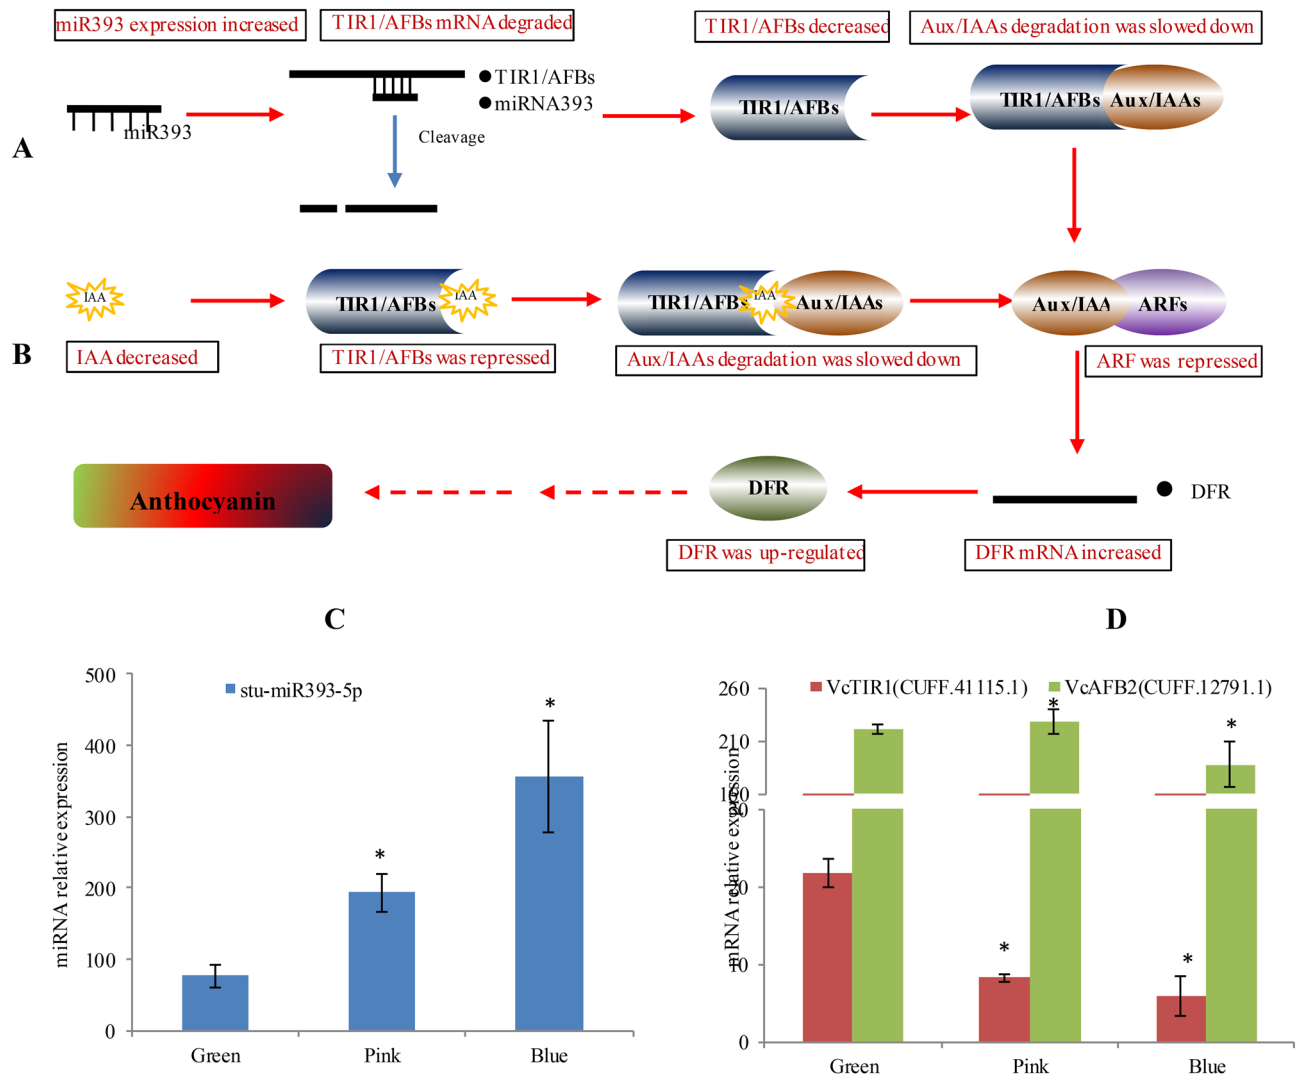 miR393 expression increased
TIR1/AFBs mRNA degraded
TIR1/AFBs decreased
Aux/IAAs degradation was slowed down
TIR1/AFBs
miRNA393
miR393
TIR1/AFBs
TIR1/AFBs
Aux/IAAs
Cleavage
A
IAA
TIR1/AFBs
IAA
TIR1/AFBs
IAA
Aux/IAAs
Aux/IAA
ARFs
B
IAA decreased
TIR1/AFBs was repressed
Aux/IAAs degradation was slowed down
ARF was repressed
Anthocyanin
DFR
DFR
DFR was up-regulated
DFR mRNA increased
C
stu-miR393-5p
miRNA relative expression
500
400
300
200
100
0
*
*
Green
Pink
Blue
D
VcTIR1(CUFF.41115.1)
VcAFB2(CUFF.12791.1)
mRNA relative expression
260
210
160
20
10
0
*
*
*
*
Green
Pink
Blue